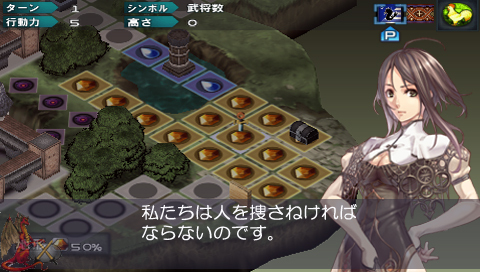 ターン 1 シンボル 武将数
行動力 5 高さ 0
P
私たちは人を捜さねければ
ならないのです。
50%